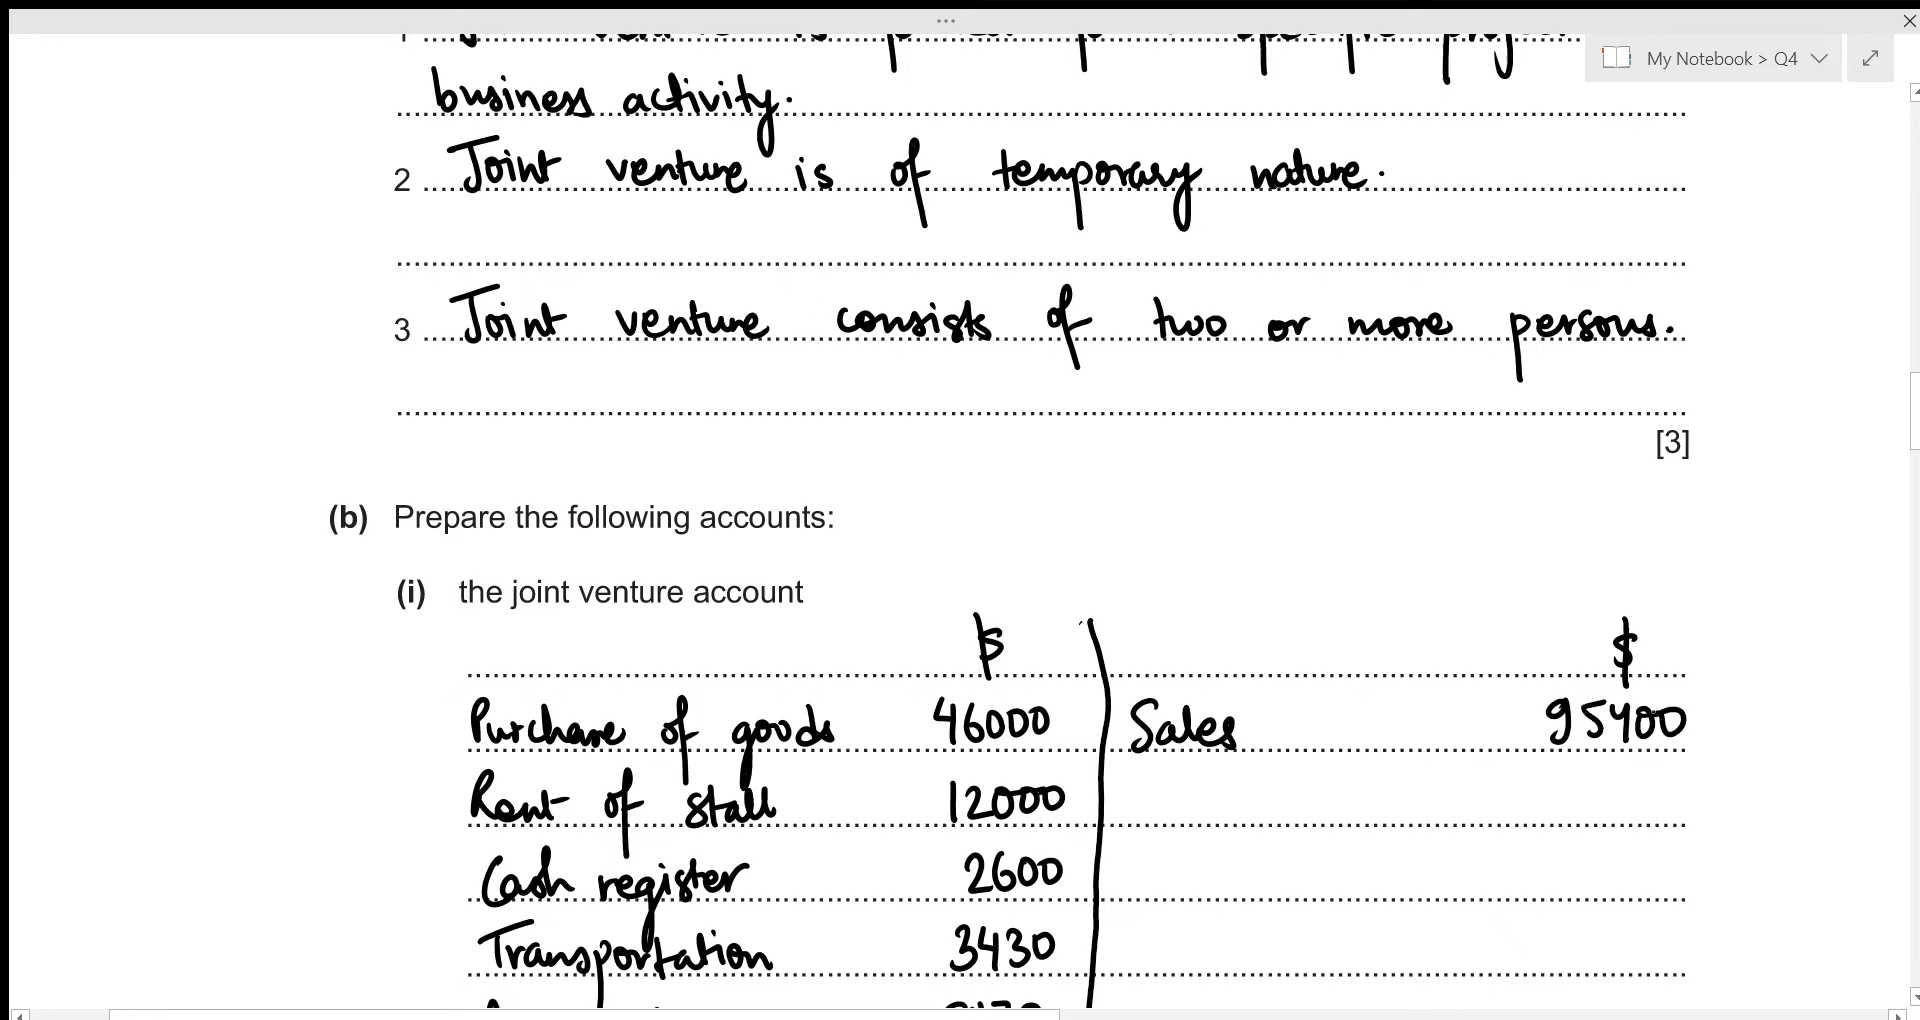 My Notebook > Q4
business activity.
2 Joint venture is of temporary nature.
3 Joint venture consists of two or more persons.
[3]
(b) Prepare the following accounts:
(i) the joint venture account
$ $
Purchase of goods 46000 Sales 95400
Rent of stall 12000
Cash register 2600
Transportation 3430